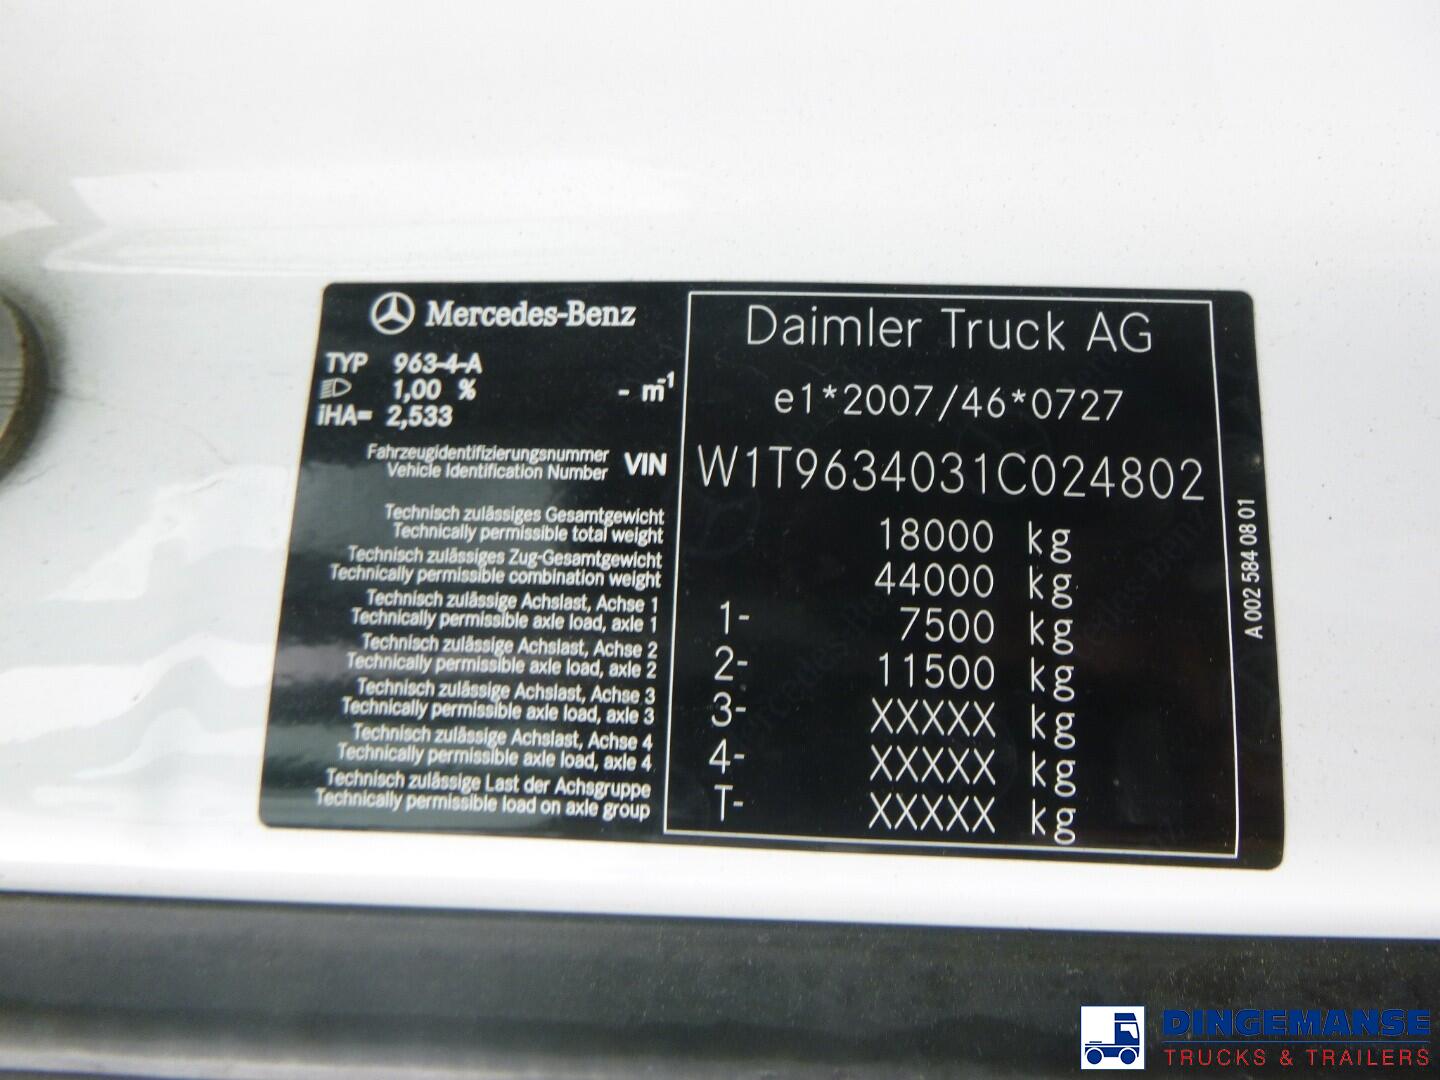 Mercedes-Benz
TYP 963-4-A
1,00 % - m-1
iHA= 2,533
Fahrzeugidentifizierungsnummer
Vehicle Identification Number VIN
Technisch zulässiges Gesamtgewicht
Technically permissible total weight
Technisch zulässiges Zug-Gesamtgewicht
Technically permissible combination weight
Technisch zulässige Achslast, Achse 1
Technically permissible axle load, axle 1
Technisch zulässige Achslast, Achse 2
Technically permissible axle load, axle 2
Technisch zulässige Achslast, Achse 3
Technically permissible axle load, axle 3
Technisch zulässige Achslast, Achse 4
Technically permissible axle load, axle 4
Technisch zulässige Last der Achsgruppe
Technically permissible load on axle group
Daimler Truck AG
e1*2007/46*0727
W1T9634031C024802
18000 kg
44000 kg
1- 7500 kg
2- 11500 kg
3- XXXXX kg
4- XXXXX kg
T- XXXXX kg
A 002 584 08 01
DINGEMANSE
TRUCKS & TRAILERS